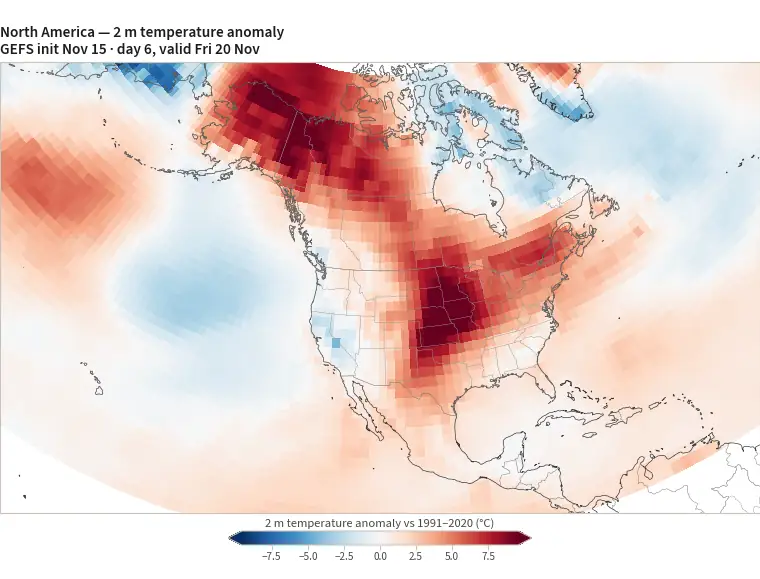 North America — 2 m temperature anomaly
GEFS init Nov 15 · day 6, valid Fri 20 Nov
2 m temperature anomaly vs 1991–2020 (°C)
−7.5 −5.0 −2.5 0.0 2.5 5.0 7.5